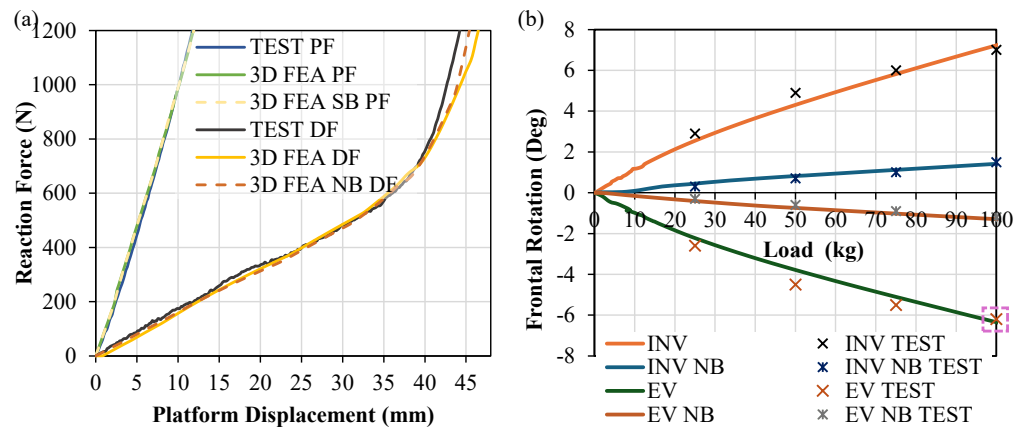 (a)
1200
1000
800
600
400
200
0
Reaction Force (N)
TEST PF
3D FEA PF
3D FEA SB PF
TEST DF
3D FEA DF
3D FEA NB DF
0 5 10 15 20 25 30 35 40 45
Platform Displacement (mm)
(b)
8
6
4
2
0
-2
-4
-6
-8
Frontal Rotation (Deg)
0 10 20 30 40 50 60 70 80 90 100
Load (kg)
INV
INV NB
EV
EV NB
INV TEST
INV NB TEST
EV TEST
EV NB TEST